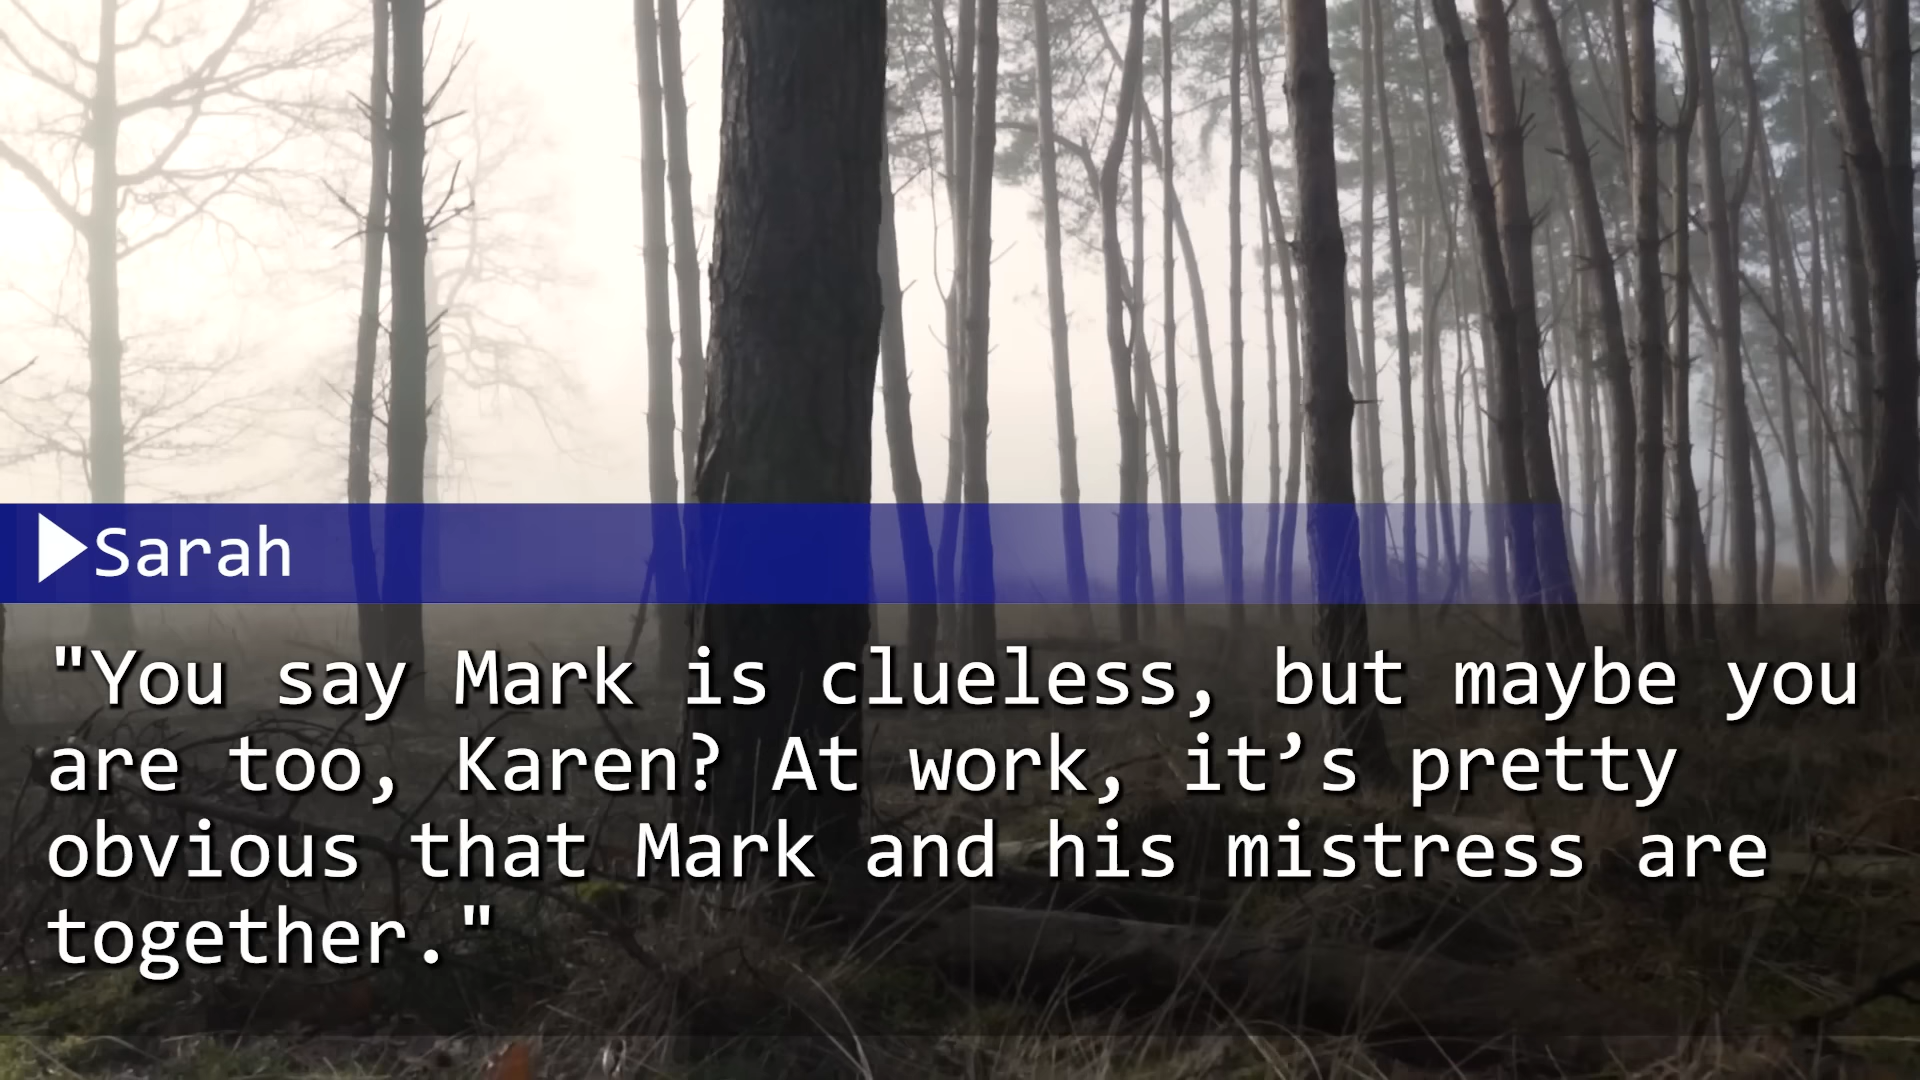 Sarah
"You say Mark is clueless, but maybe you
are too, Karen? At work, it’s pretty
obvious that Mark and his mistress are
together."